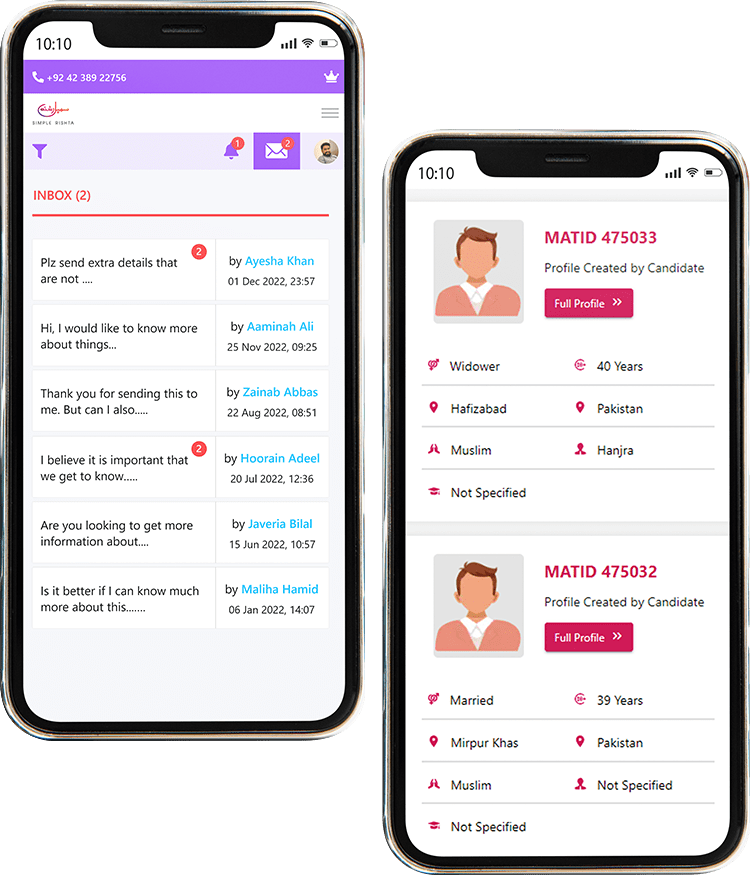 10:10
+92 42 389 22756
سمپل رشتہ
SIMPLE RISHTA
1
2
INBOX (2)
Plz send extra details that
are not ....
2
by Ayesha Khan
01 Dec 2022, 23:57
Hi, I would like to know more
about things...
by Aaminah Ali
25 Nov 2022, 09:25
Thank you for sending this to
me. But can I also.....
by Zainab Abbas
22 Aug 2022, 08:51
I believe it is important that
we get to know.....
2
by Hoorain Adeel
20 Jul 2022, 12:36
Are you looking to get more
information about....
by Javeria Bilal
15 Jun 2022, 10:57
Is it better if I can know much
more about this.......
by Maliha Hamid
06 Jan 2022, 14:07
10:10
MATID 475033
Profile Created by Candidate
Full Profile »
Widower
40 Years
Hafizabad
Pakistan
Muslim
Hanjra
Not Specified
MATID 475032
Profile Created by Candidate
Full Profile »
Married
39 Years
Mirpur Khas
Pakistan
Muslim
Not Specified
Not Specified